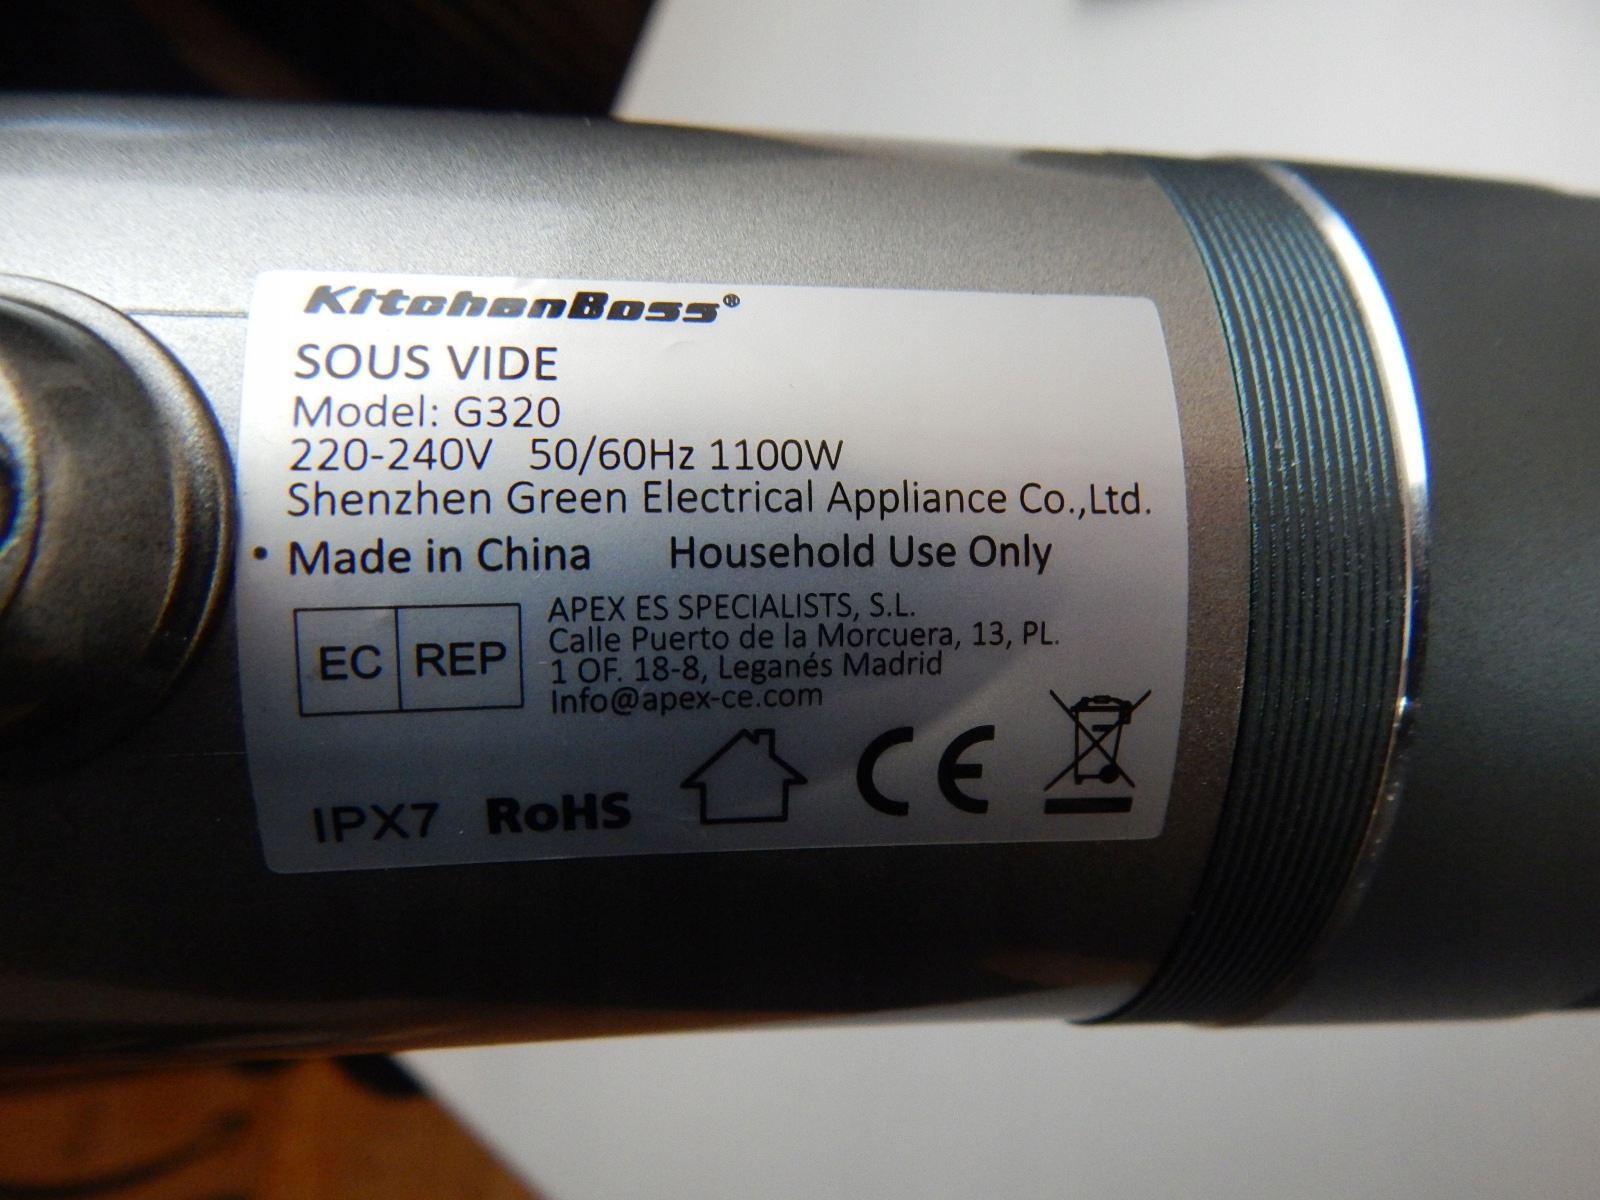 KitchenBoss®
SOUS VIDE
Model: G320
220-240V 50/60Hz 1100W
Shenzhen Green Electrical Appliance Co.,Ltd.
Made in China Household Use Only
EC REP
APEX ES SPECIALISTS, S.L.
Calle Puerto de la Morcuera, 13, PL.
1 OF. 18-8, Leganés Madrid
Info@apex-ce.com
IPX7 RoHS CE